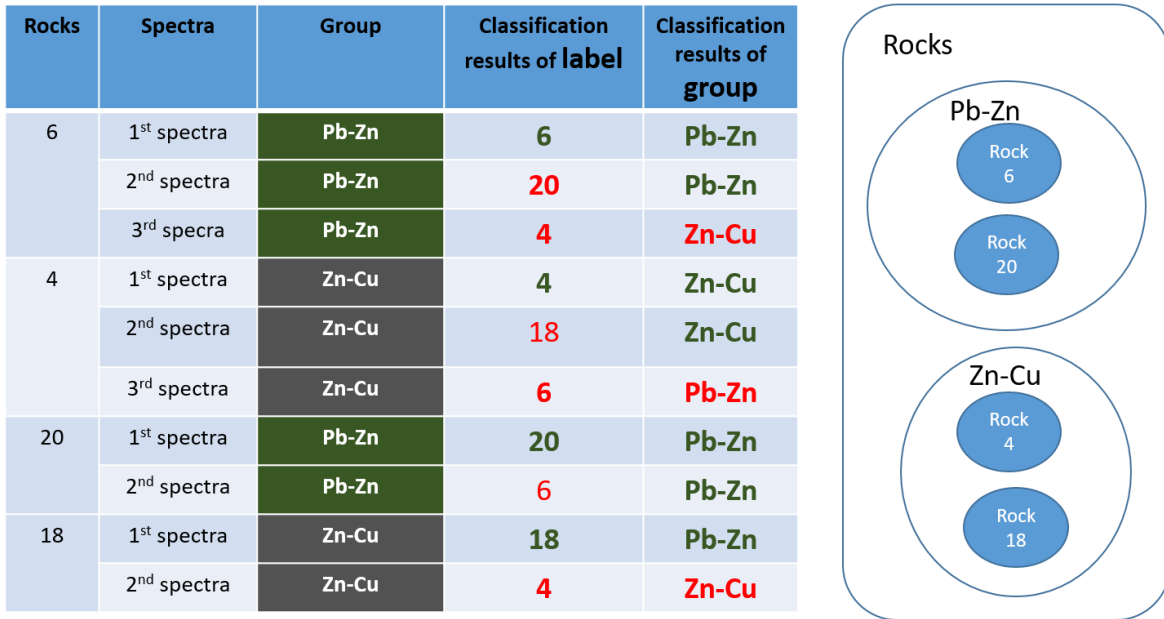 Rocks Spectra Group Classification results of label Classification results of group
6 1st spectra Pb-Zn 6 Pb-Zn
2nd spectra Pb-Zn 20 Pb-Zn
3rd specra Pb-Zn 4 Zn-Cu
4 1st spectra Zn-Cu 4 Zn-Cu
2nd spectra Zn-Cu 18 Zn-Cu
3rd spectra Zn-Cu 6 Pb-Zn
20 1st spectra Pb-Zn 20 Pb-Zn
2nd spectra Pb-Zn 6 Pb-Zn
18 1st spectra Zn-Cu 18 Pb-Zn
2nd spectra Zn-Cu 4 Zn-Cu
Rocks
Pb-Zn
Rock
6
Rock
20
Zn-Cu
Rock
4
Rock
18